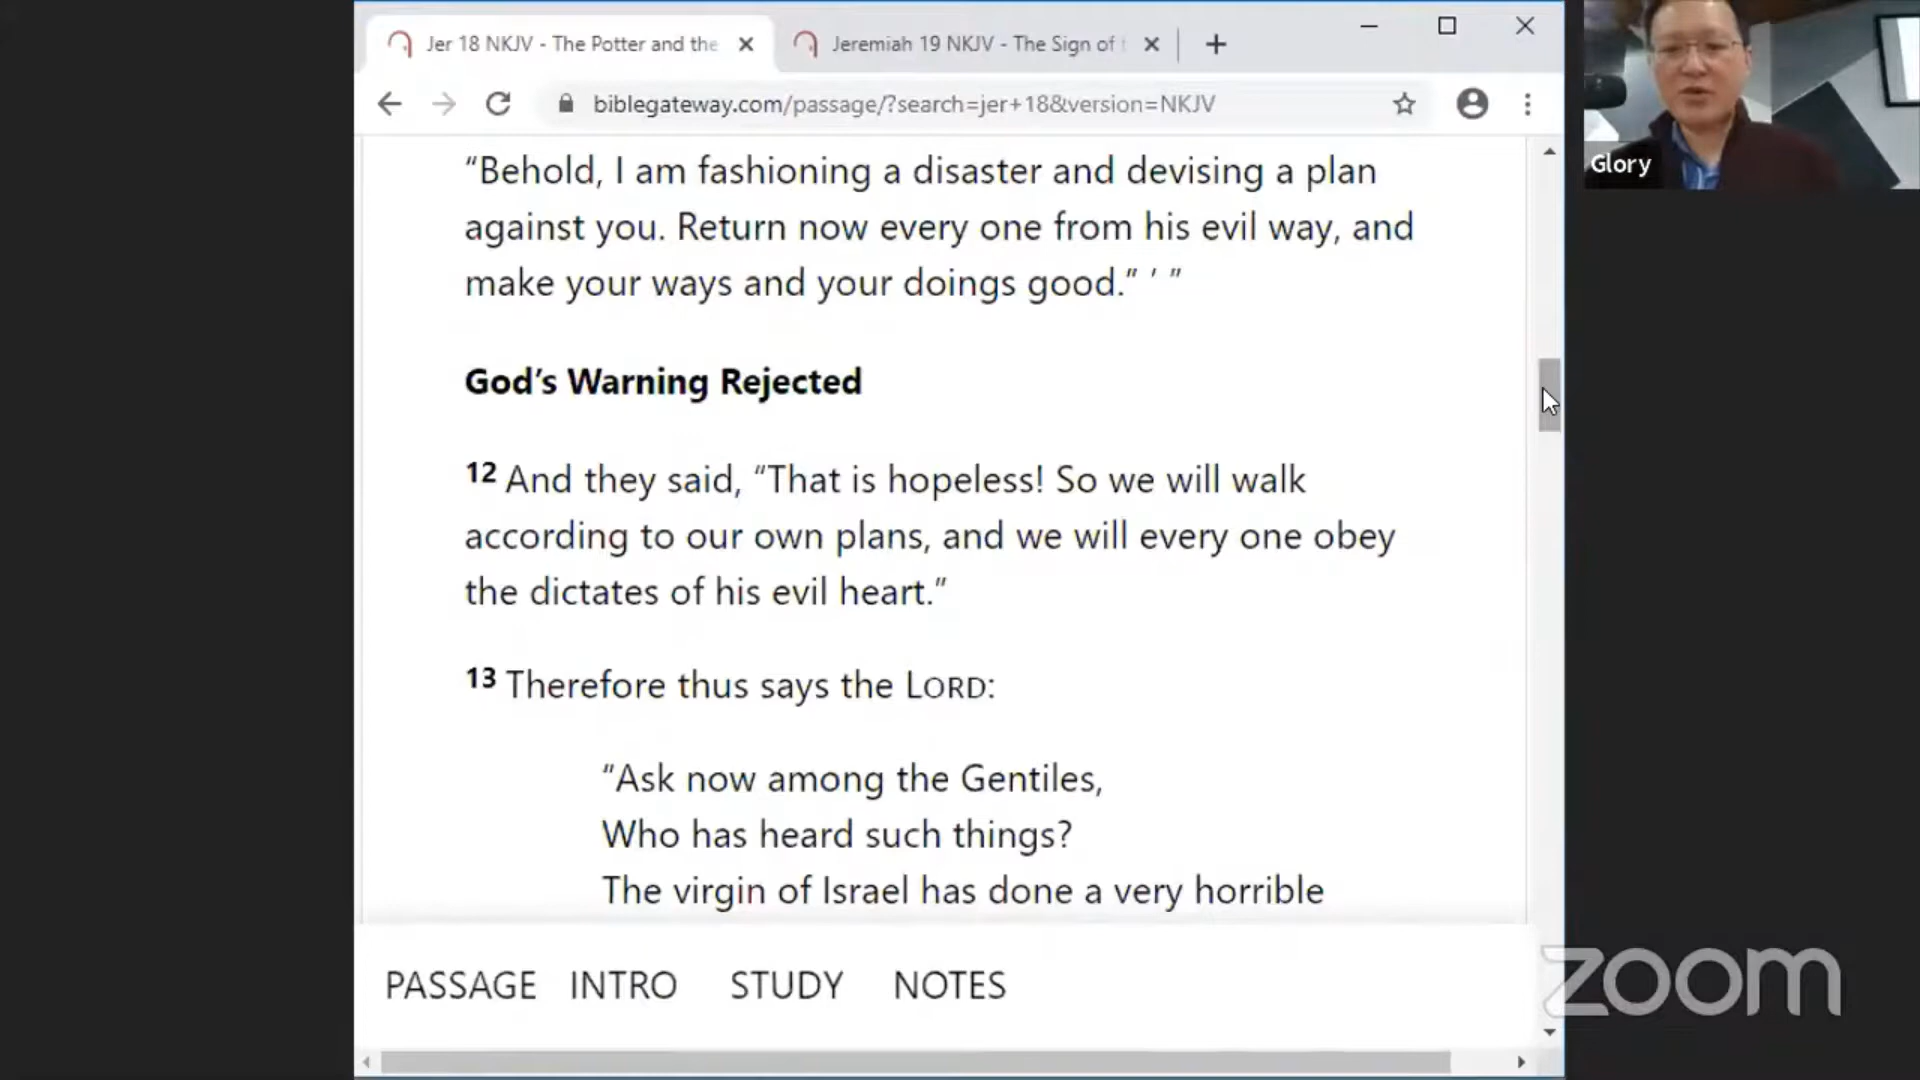 Jer 18 NKJV - The Potter and the
Jeremiah 19 NKJV - The Sign of
biblegateway.com/passage/?search=jer+18&version=NKJV
Glory
“Behold, I am fashioning a disaster and devising a plan
against you. Return now every one from his evil way, and
make your ways and your doings good.” ’ ”
God’s Warning Rejected
12 And they said, “That is hopeless! So we will walk
according to our own plans, and we will every one obey
the dictates of his evil heart.”
13 Therefore thus says the LORD:
“Ask now among the Gentiles,
Who has heard such things?
The virgin of Israel has done a very horrible
PASSAGE INTRO STUDY NOTES
zoom